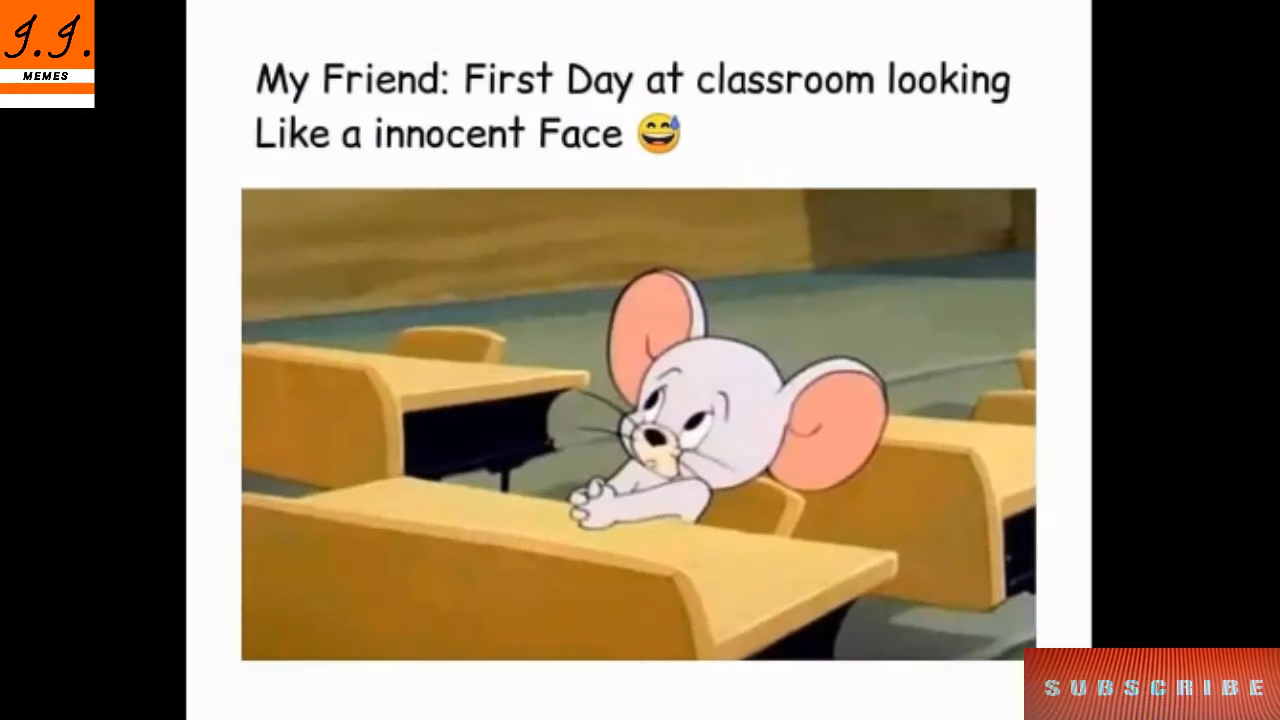 J.J.
MEMES
My Friend: First Day at classroom looking
Like a innocent Face 😅
SUBSCRIBE